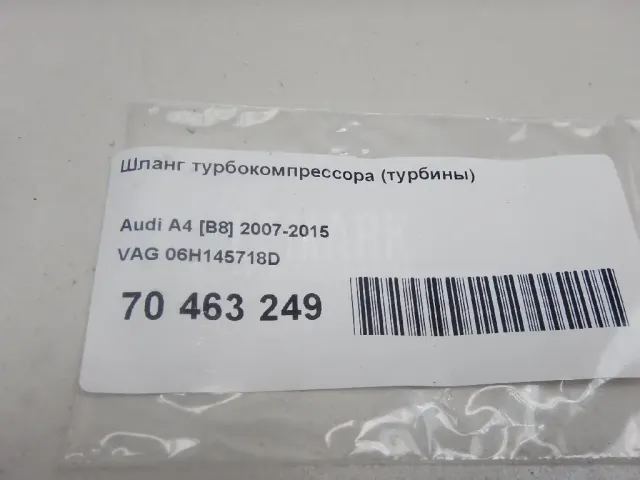 Шланг турбокомпрессора (турбины)
Audi A4 [B8] 2007-2015
VAG 06H145718D
70 463 249